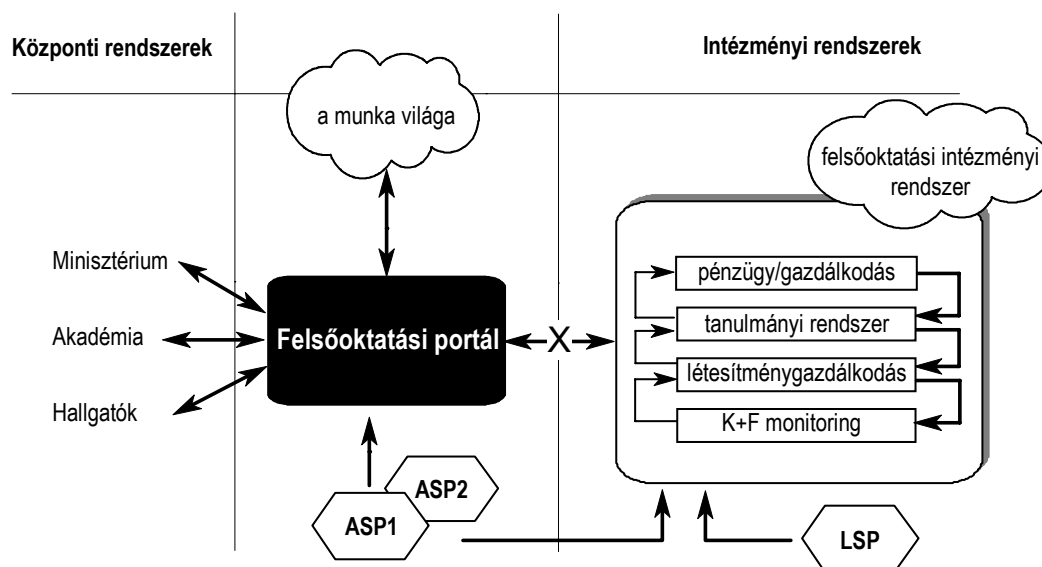 Központi rendszerek
Intézményi rendszerek
a munka világa
felsőoktatási intézményi
rendszer
Minisztérium
Akadémia
Hallgatók
Felsőoktatási portál
X
pénzügy/gazdálkodás
tanulmányi rendszer
létesítménygazdálkodás
K+F monitoring
ASP2
ASP1
LSP